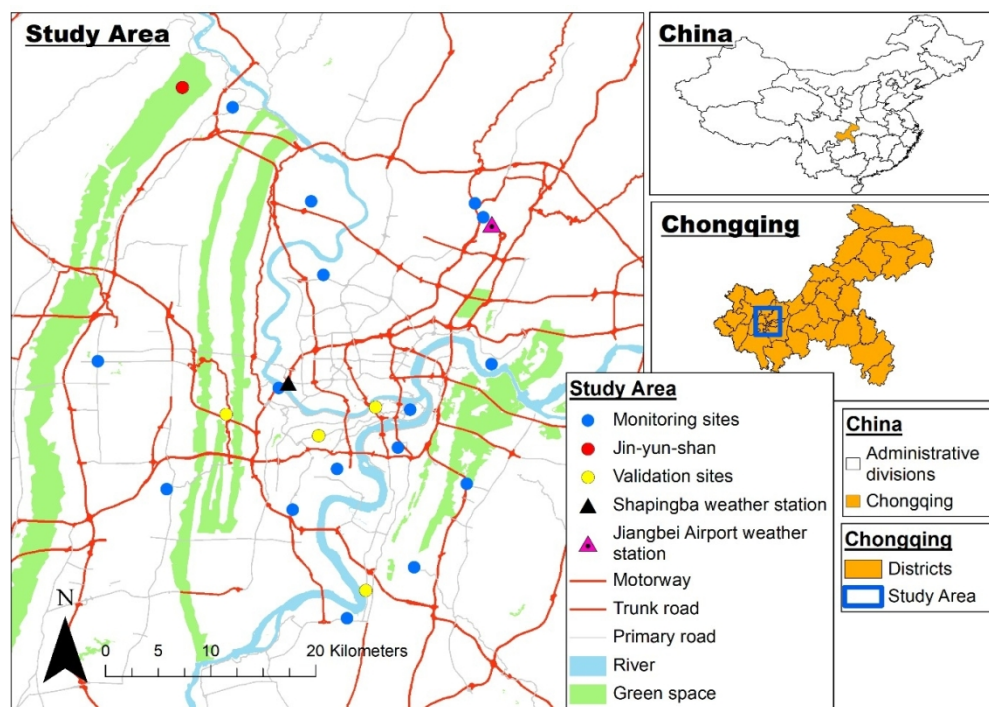 Study Area
N
0 5 10 20 Kilometers
China
Chongqing
Study Area
Monitoring sites
Jin-yun-shan
Validation sites
Shapingba weather station
Jiangbei Airport weather
station
Motorway
Trunk road
Primary road
River
Green space
China
Administrative
divisions
Chongqing
Chongqing
Districts
Study Area